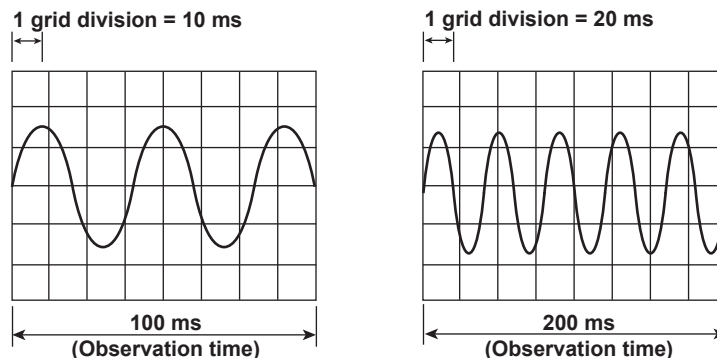 1 grid division = 10 ms
100 ms
(Observation time)
1 grid division = 20 ms
200 ms
(Observation time)